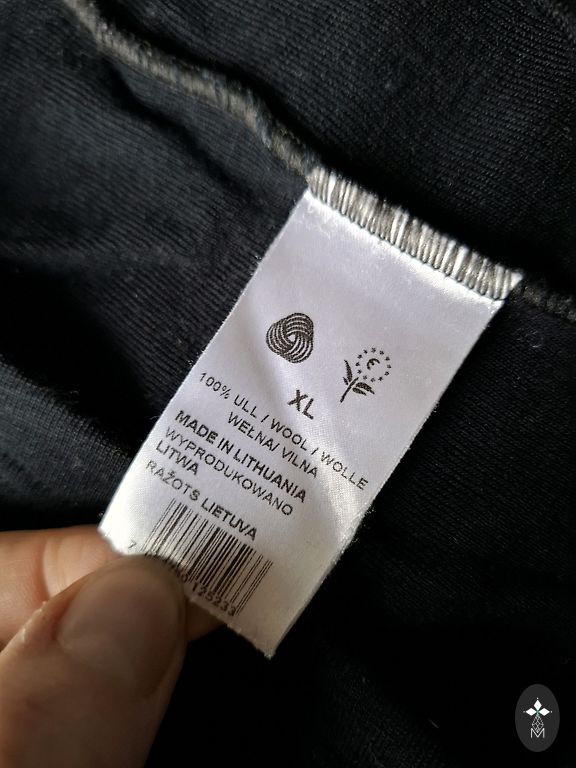 XL
100% ULL / WOOL / WOLLE
WEŁNA/ VILNA
MADE IN LITHUANIA
WYPRODUKOWANO
LITWA
RAŽOTS LIETUVA